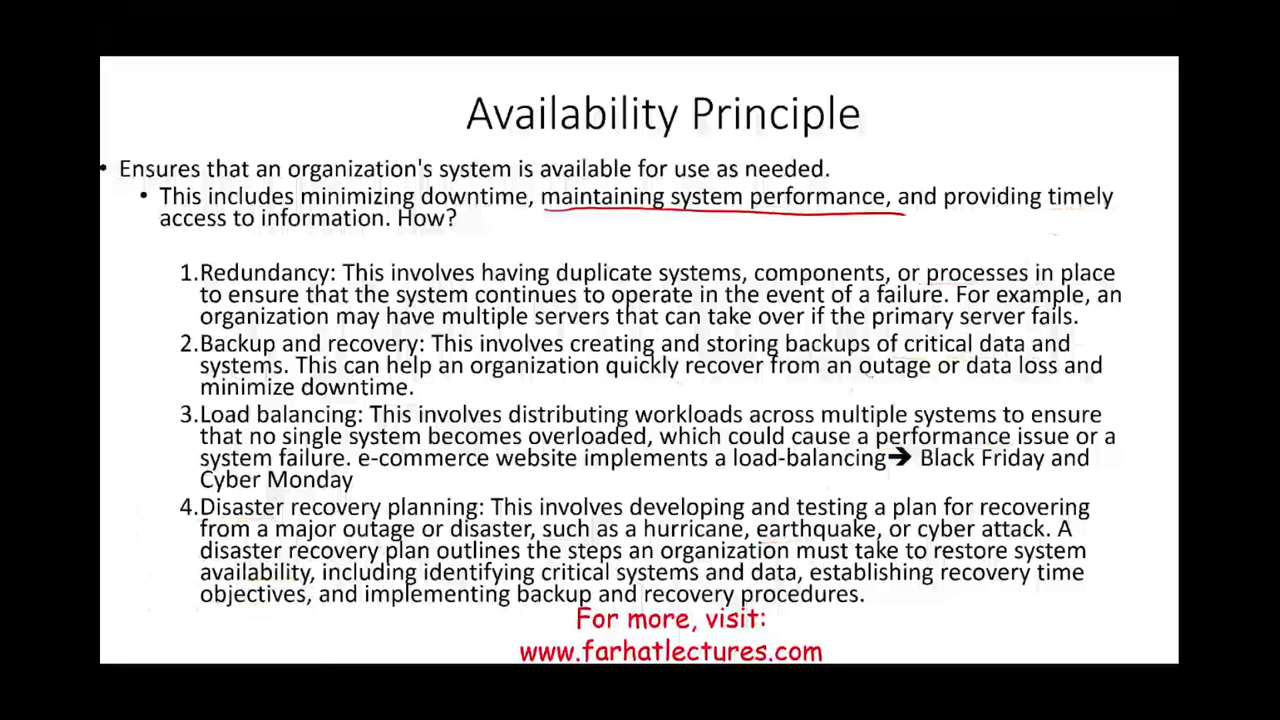 Availability Principle
• Ensures that an organization's system is available for use as needed.
• This includes minimizing downtime, maintaining system performance, and providing timely
access to information. How?
1.Redundancy: This involves having duplicate systems, components, or processes in place
to ensure that the system continues to operate in the event of a failure. For example, an
organization may have multiple servers that can take over if the primary server fails.
2.Backup and recovery: This involves creating and storing backups of critical data and
systems. This can help an organization quickly recover from an outage or data loss and
minimize downtime.
3.Load balancing: This involves distributing workloads across multiple systems to ensure
that no single system becomes overloaded, which could cause a performance issue or a
system failure. e-commerce website implements a load-balancing➔ Black Friday and
Cyber Monday
4.Disaster recovery planning: This involves developing and testing a plan for recovering
from a major outage or disaster, such as a hurricane, earthquake, or cyber attack. A
disaster recovery plan outlines the steps an organization must take to restore system
availability, including identifying critical systems and data, establishing recovery time
objectives, and implementing backup and recovery procedures.
For more, visit:
www.farhatlectures.com